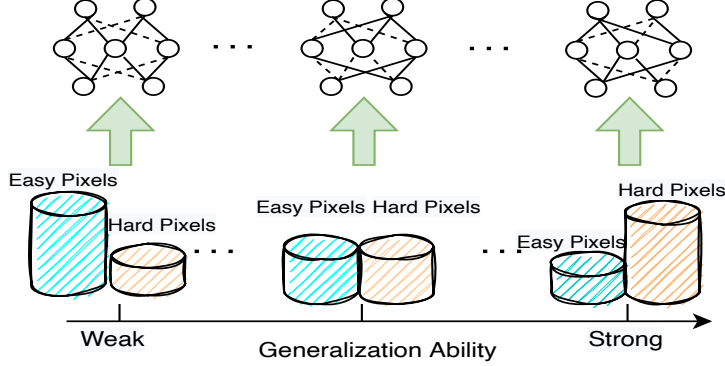 Easy Pixels
Hard Pixels
Easy Pixels Hard Pixels
Easy Pixels
Hard Pixels
Weak
Generalization Ability
Strong